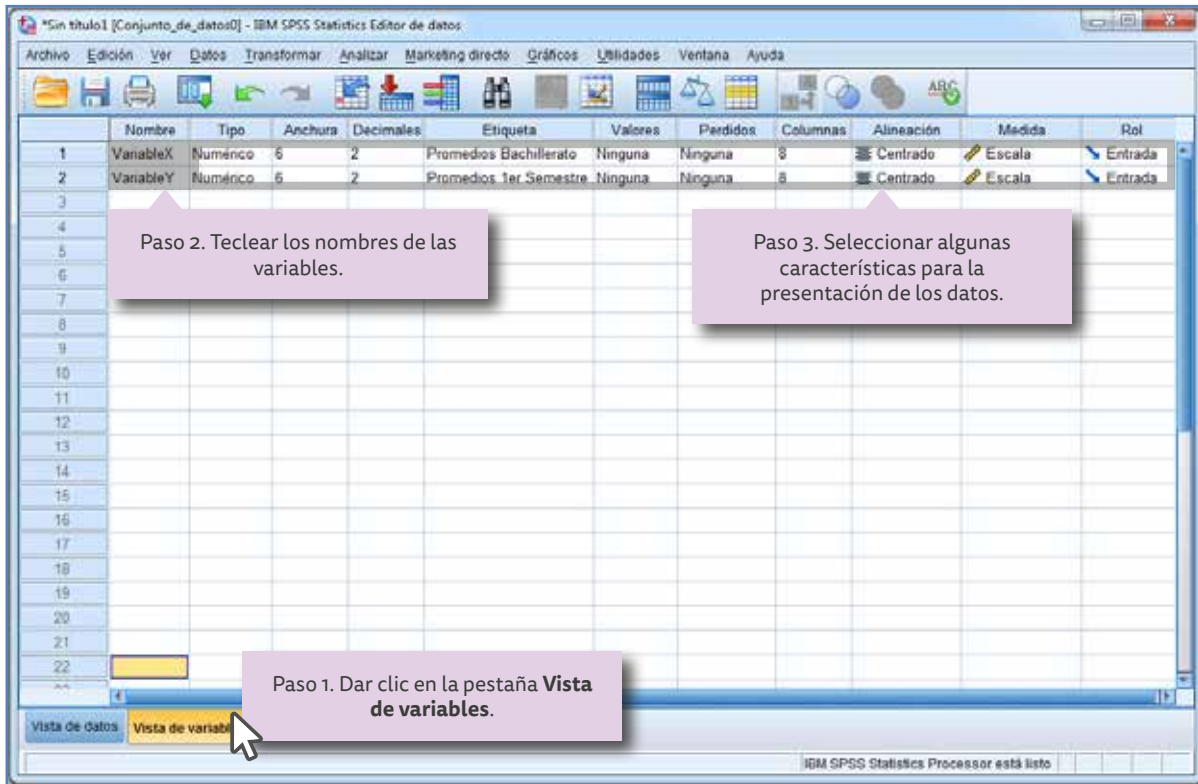 *Sin título1 [Conjunto_de_datos0] - IBM SPSS Statistics Editor de datos
Archivo Edición Ver Datos Transformar Analizar Marketing directo Gráficos Utilidades Ventana Ayuda
Nombre Tipo Anchura Decimales Etiqueta Valores Perdidos Columnas Alineación Medida Rol
1 VariableX Numérico 6 2 Promedios Bachillerato Ninguna Ninguna 8 Centrado Escala Entrada
2 VariableY Numérico 6 2 Promedios 1er Semestre Ninguna Ninguna 8 Centrado Escala Entrada
3
4
Paso 2. Teclear los nombres de las
variables.
Paso 3. Seleccionar algunas
características para la
presentación de los datos.
5
6
7
8
9
10
11
12
13
14
15
16
17
18
19
20
21
22
Paso 1. Dar clic en la pestaña Vista
de variables.
Vista de datos Vista de
IBM SPSS Statistics Processor está listo